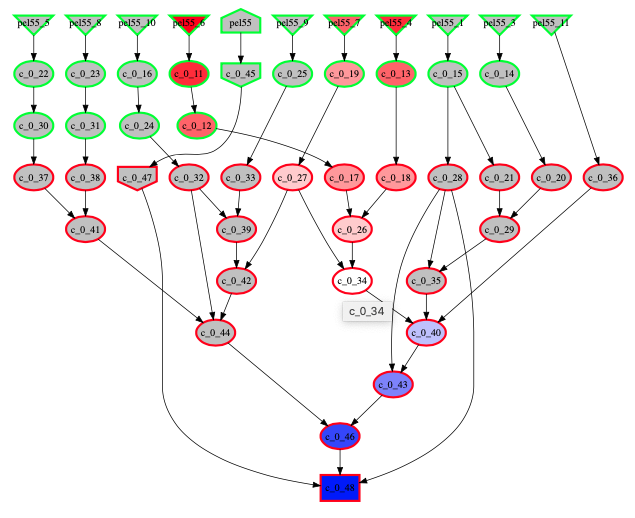 pel55_5 pel55_8 pel55_10 pel55_6 pel55 pel55_9 pel55_7 pel55_4 pel55_1 pel55_3 pel55_11
c_0_22 c_0_23 c_0_16 c_0_11 c_0_45 c_0_25 c_0_19 c_0_13 c_0_15 c_0_14
c_0_30 c_0_31 c_0_24 c_0_12
c_0_37 c_0_38 c_0_47 c_0_32 c_0_33 c_0_27 c_0_17 c_0_18 c_0_28 c_0_21 c_0_20 c_0_36
c_0_41 c_0_39 c_0_26 c_0_29
c_0_42 c_0_34 c_0_35
c_0_34
c_0_44 c_0_40
c_0_43
c_0_46
c_0_48